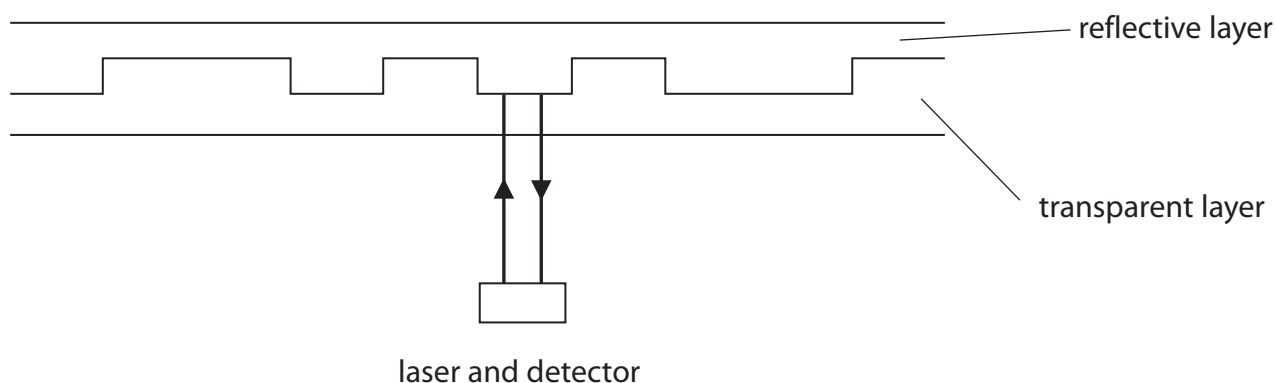 reflective layer
transparent layer
laser and detector